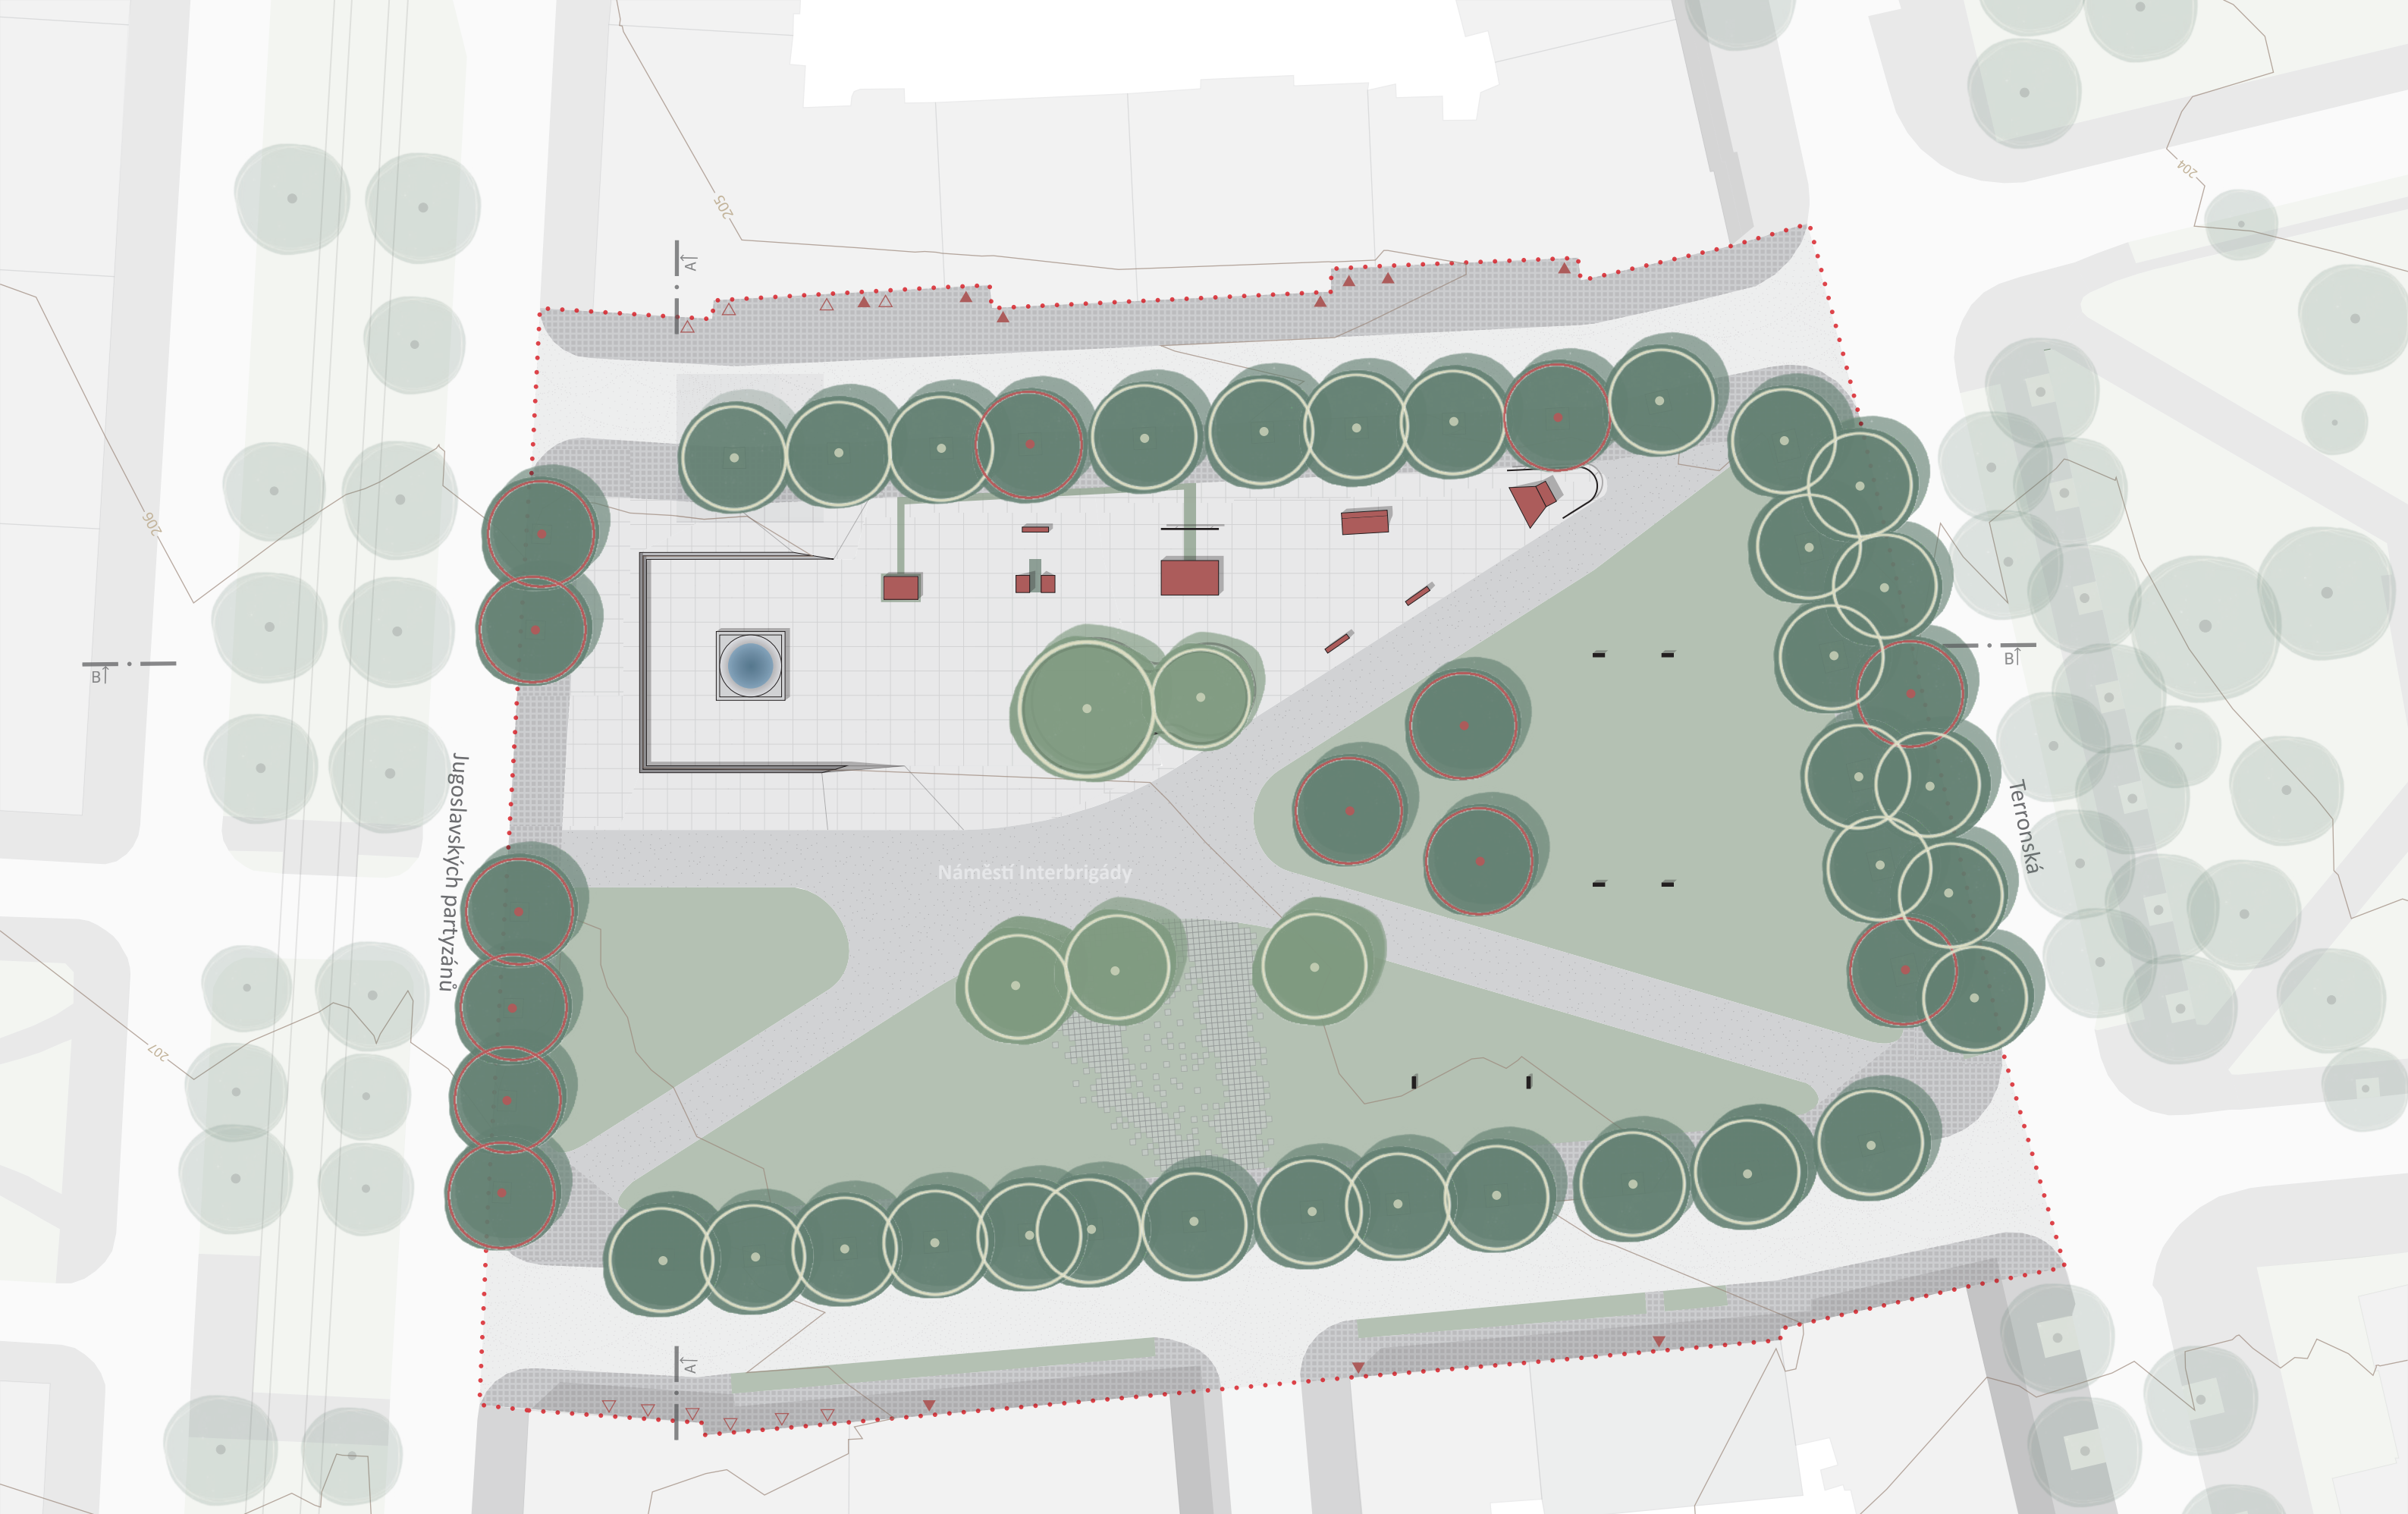 204
205
A
206
B
B
Jugoslavských partyzánů
Terronská
Náměstí Interbrigády
207
A